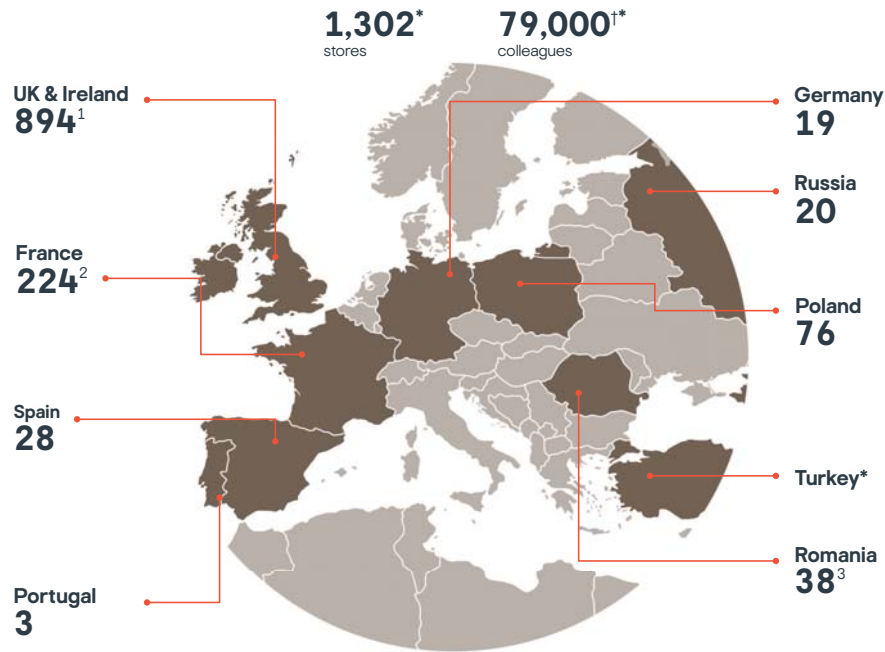 1,302* 79,000†*
stores colleagues
UK & Ireland
894¹
France
224²
Spain
28
Portugal
3
Germany
19
Russia
20
Poland
76
Turkey*
Romania
38³